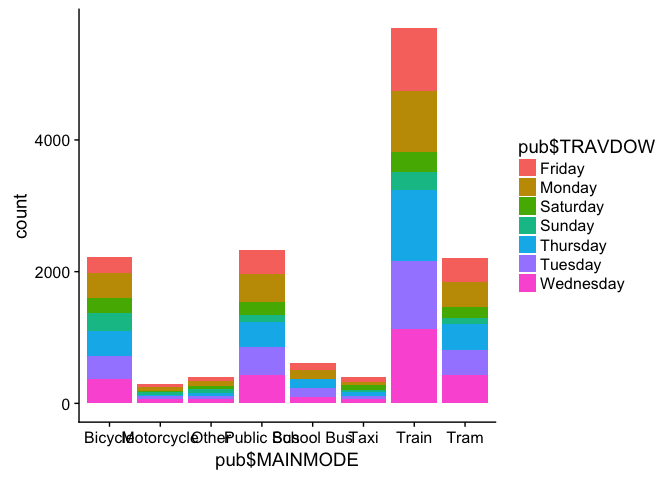 count
4000
2000
0
Bicycle Motorcycle Other Public Bus School Bus Taxi Train Tram
pub$MAINMODE
pub$TRAVDOW
Friday
Monday
Saturday
Sunday
Thursday
Tuesday
Wednesday